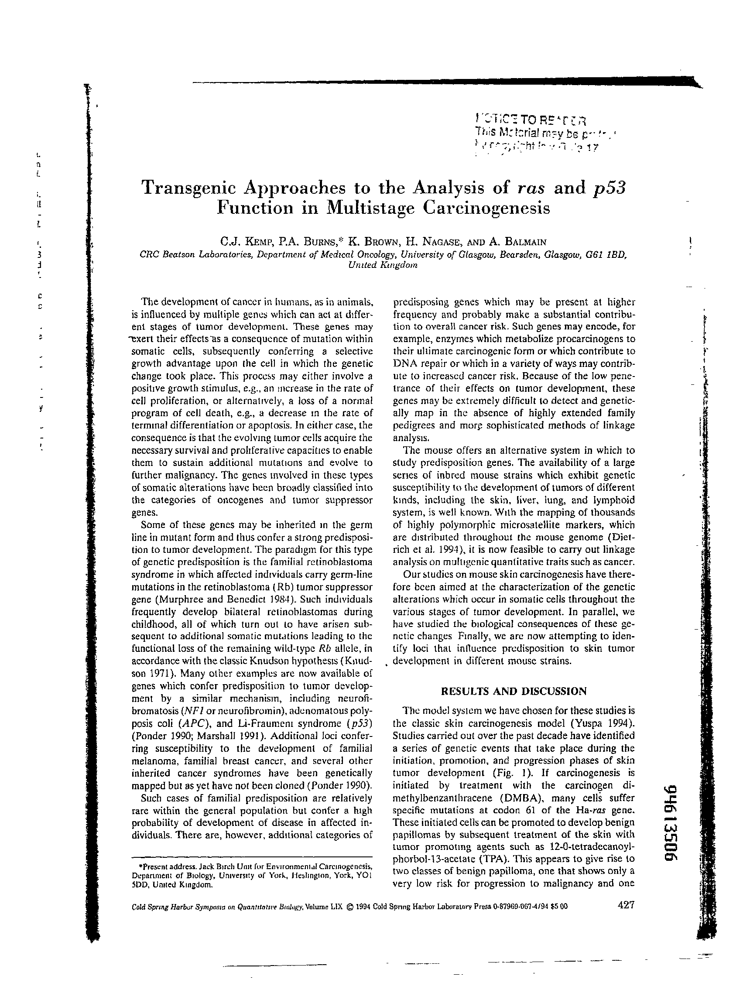 NOTICE TO READER
This Material may be
Transgenic Approaches to the Analysis of ras and p53
Function in Multistage Carcinogenesis
C.J. KEMP, P.A. BURNS,* K. BROWN, H. NAGASE, AND A. BALMAIN
CRC Beatson Laboratories, Department of Medical Oncology, University of Glasgow, Bearsden, Glasgow, G61 1BD,
United Kingdom
The development of cancer in humans, as in animals,
is influenced by multiple genes which can act at differ-
ent stages of tumor development. These genes may
exert their effects as a consequence of mutation within
somatic cells, subsequently conferring a selective
growth advantage upon the cell in which the genetic
change took place. This process may either involve a
positive growth stimulus, e.g., an increase in the rate of
cell proliferation, or alternatively, a loss of a normal
program of cell death, e.g., a decrease in the rate of
terminal differentiation or apoptosis. In either case, the
consequence is that the evolving tumor cells acquire the
necessary survival and proliferative capacities to enable
them to sustain additional mutations and evolve to
further malignancy. The genes involved in these types
of somatic alterations have been broadly classified into
the categories of oncogenes and tumor suppressor
genes.
Some of these genes may be inherited in the germ
line in mutant form and thus confer a strong predisposi-
tion to tumor development. The paradigm for this type
of genetic predisposition is the familial retinoblastoma
syndrome in which affected individuals carry germ-line
mutations in the retinoblastoma (Rb) tumor suppressor
gene (Murphree and Benedict 1984). Such individuals
frequently develop bilateral retinoblastomas during
childhood, all of which turn out to have arisen sub-
sequent to additional somatic mutations leading to the
functional loss of the remaining wild-type Rb allele, in
accordance with the classic Knudson hypothesis (Knud-
son 1971). Many other examples are now available of
genes which confer predisposition to tumor develop-
ment by a similar mechanism, including neurofi-
bromatosis (NF1 or neurofibromin), adenomatous poly-
posis coli (APC), and Li-Fraumeni syndrome (p53)
(Ponder 1990; Marshall 1991). Additional loci confer-
ring susceptibility to the development of familial
melanoma, familial breast cancer, and several other
inherited cancer syndromes have been genetically
mapped but as yet have not been cloned (Ponder 1990).
Such cases of familial predisposition are relatively
rare within the general population but confer a high
probability of development of disease in affected in-
dividuals. There are, however, additional categories of
*Present address. Jack Birch Unit for Environmental Carcinogenesis,
Department of Biology, University of York, Heslington, York, YO1
5DD, United Kingdom.
predisposing genes which may be present at higher
frequency and probably make a substantial contribu-
tion to overall cancer risk. Such genes may encode, for
example, enzymes which metabolize procarcinogens to
their ultimate carcinogenic form or which contribute to
DNA repair or which in a variety of ways may contrib-
ute to increased cancer risk. Because of the low pene-
trance of their effects on tumor development, these
genes may be extremely difficult to detect and genetic-
ally map in the absence of highly extended family
pedigrees and more sophisticated methods of linkage
analysis.
The mouse offers an alternative system in which to
study predisposition genes. The availability of a large
series of inbred mouse strains which exhibit genetic
susceptibility to the development of tumors of different
kinds, including the skin, liver, lung, and lymphoid
system, is well known. With the mapping of thousands
of highly polymorphic microsatellite markers, which
are distributed throughout the mouse genome (Diet-
rich et al. 1994), it is now feasible to carry out linkage
analysis on multigenic quantitative traits such as cancer.
Our studies on mouse skin carcinogenesis have there-
fore been aimed at the characterization of the genetic
alterations which occur in somatic cells throughout the
various stages of tumor development. In parallel, we
have studied the biological consequences of these ge-
netic changes Finally, we are now attempting to iden-
tify loci that influence predisposition to skin tumor
development in different mouse strains.
RESULTS AND DISCUSSION
The model system we have chosen for these studies is
the classic skin carcinogenesis model (Yuspa 1994).
Studies carried out over the past decade have identified
a series of genetic events that take place during the
initiation, promotion, and progression phases of skin
tumor development (Fig. 1). If carcinogenesis is
initiated by treatment with the carcinogen di-
methylbenzanthracene (DMBA), many cells suffer
specific mutations at codon 61 of the Ha-ras gene.
These initiated cells can be promoted to develop benign
papillomas by subsequent treatment of the skin with
tumor promoting agents such as 12-0-tetradecanoyl-
phorbol-13-acetate (TPA). This appears to give rise to
two classes of benign papilloma, one that shows only a
very low risk for progression to malignancy and one
Cold Spring Harbor Symposia on Quantitative Biology, Volume LIX © 1994 Cold Spring Harbor Laboratory Press 0-87969-067-4/94 $5 00
427
94613506